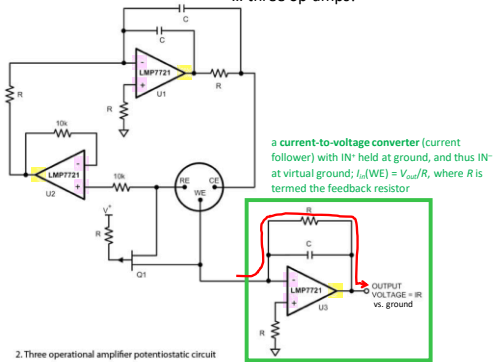 ... three op-amps!
C
C
LMP7721
-
+
U1
R
R
R
10k
LMP7721
-
+
U2
10k
RE
CE
WE
V+
R
Q1
a current-to-voltage converter (current
follower) with IN+ held at ground, and thus IN−
at virtual ground; Iin(WE) = Vout/R, where R is
termed the feedback resistor
R
C
LMP7721
-
+
U3
R
OUTPUT
VOLTAGE = IR
vs. ground
2. Three operational amplifier potentiostatic circuit